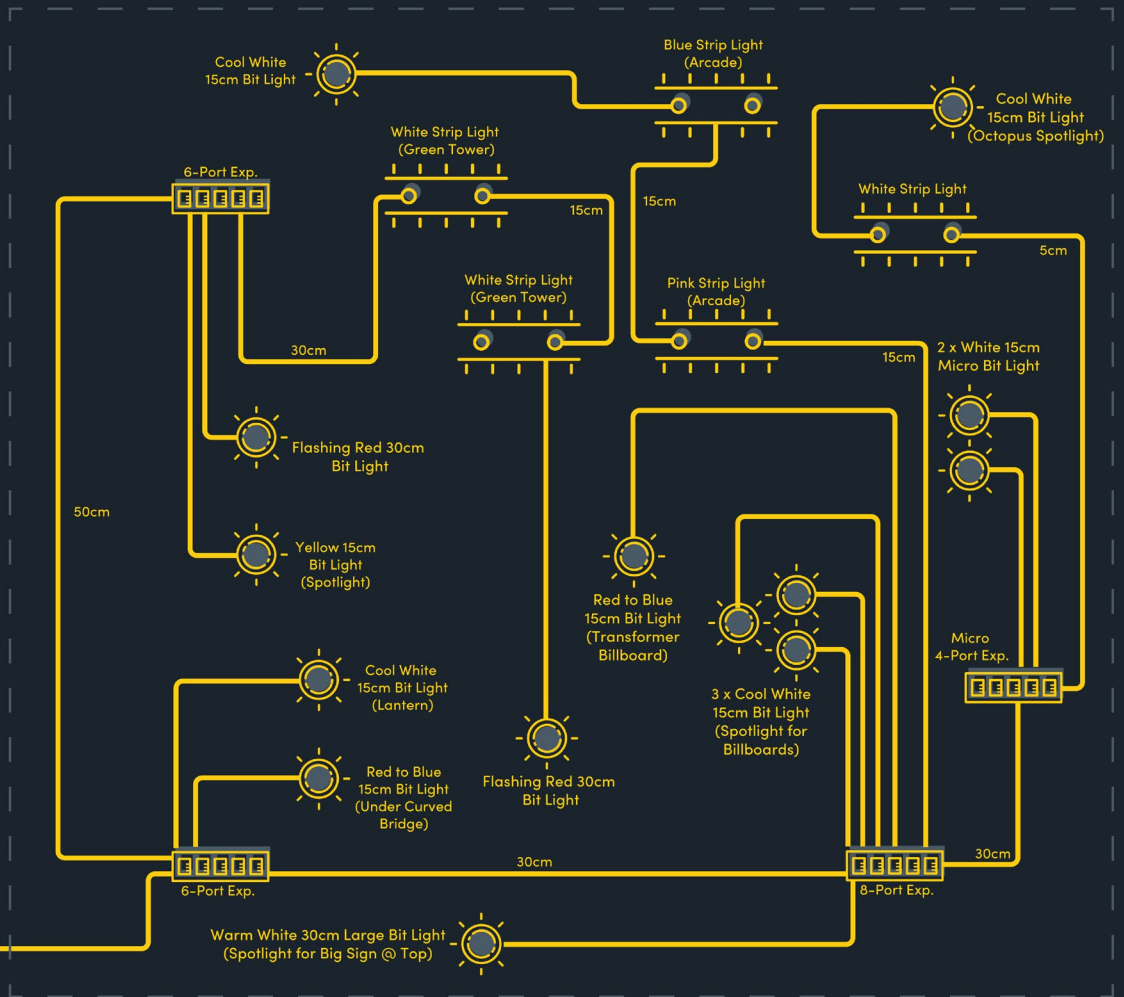 Blue Strip Light
(Arcade)
Cool White
15cm Bit Light
Cool White
15cm Bit Light
(Octopus Spotlight)
White Strip Light
(Green Tower)
6-Port Exp.
White Strip Light
15cm
15cm
5cm
White Strip Light
(Green Tower)
Pink Strip Light
(Arcade)
30cm
15cm
2 x White 15cm
Micro Bit Light
Flashing Red 30cm
Bit Light
50cm
Yellow 15cm
Bit Light
(Spotlight)
Red to Blue
15cm Bit Light
(Transformer
Billboard)
Micro
4-Port Exp.
Cool White
15cm Bit Light
(Lantern)
3 x Cool White
15cm Bit Light
(Spotlight for
Billboards)
Red to Blue
15cm Bit Light
(Under Curved
Bridge)
Flashing Red 30cm
Bit Light
30cm
30cm
6-Port Exp.
8-Port Exp.
Warm White 30cm Large Bit Light
(Spotlight for Big Sign @ Top)